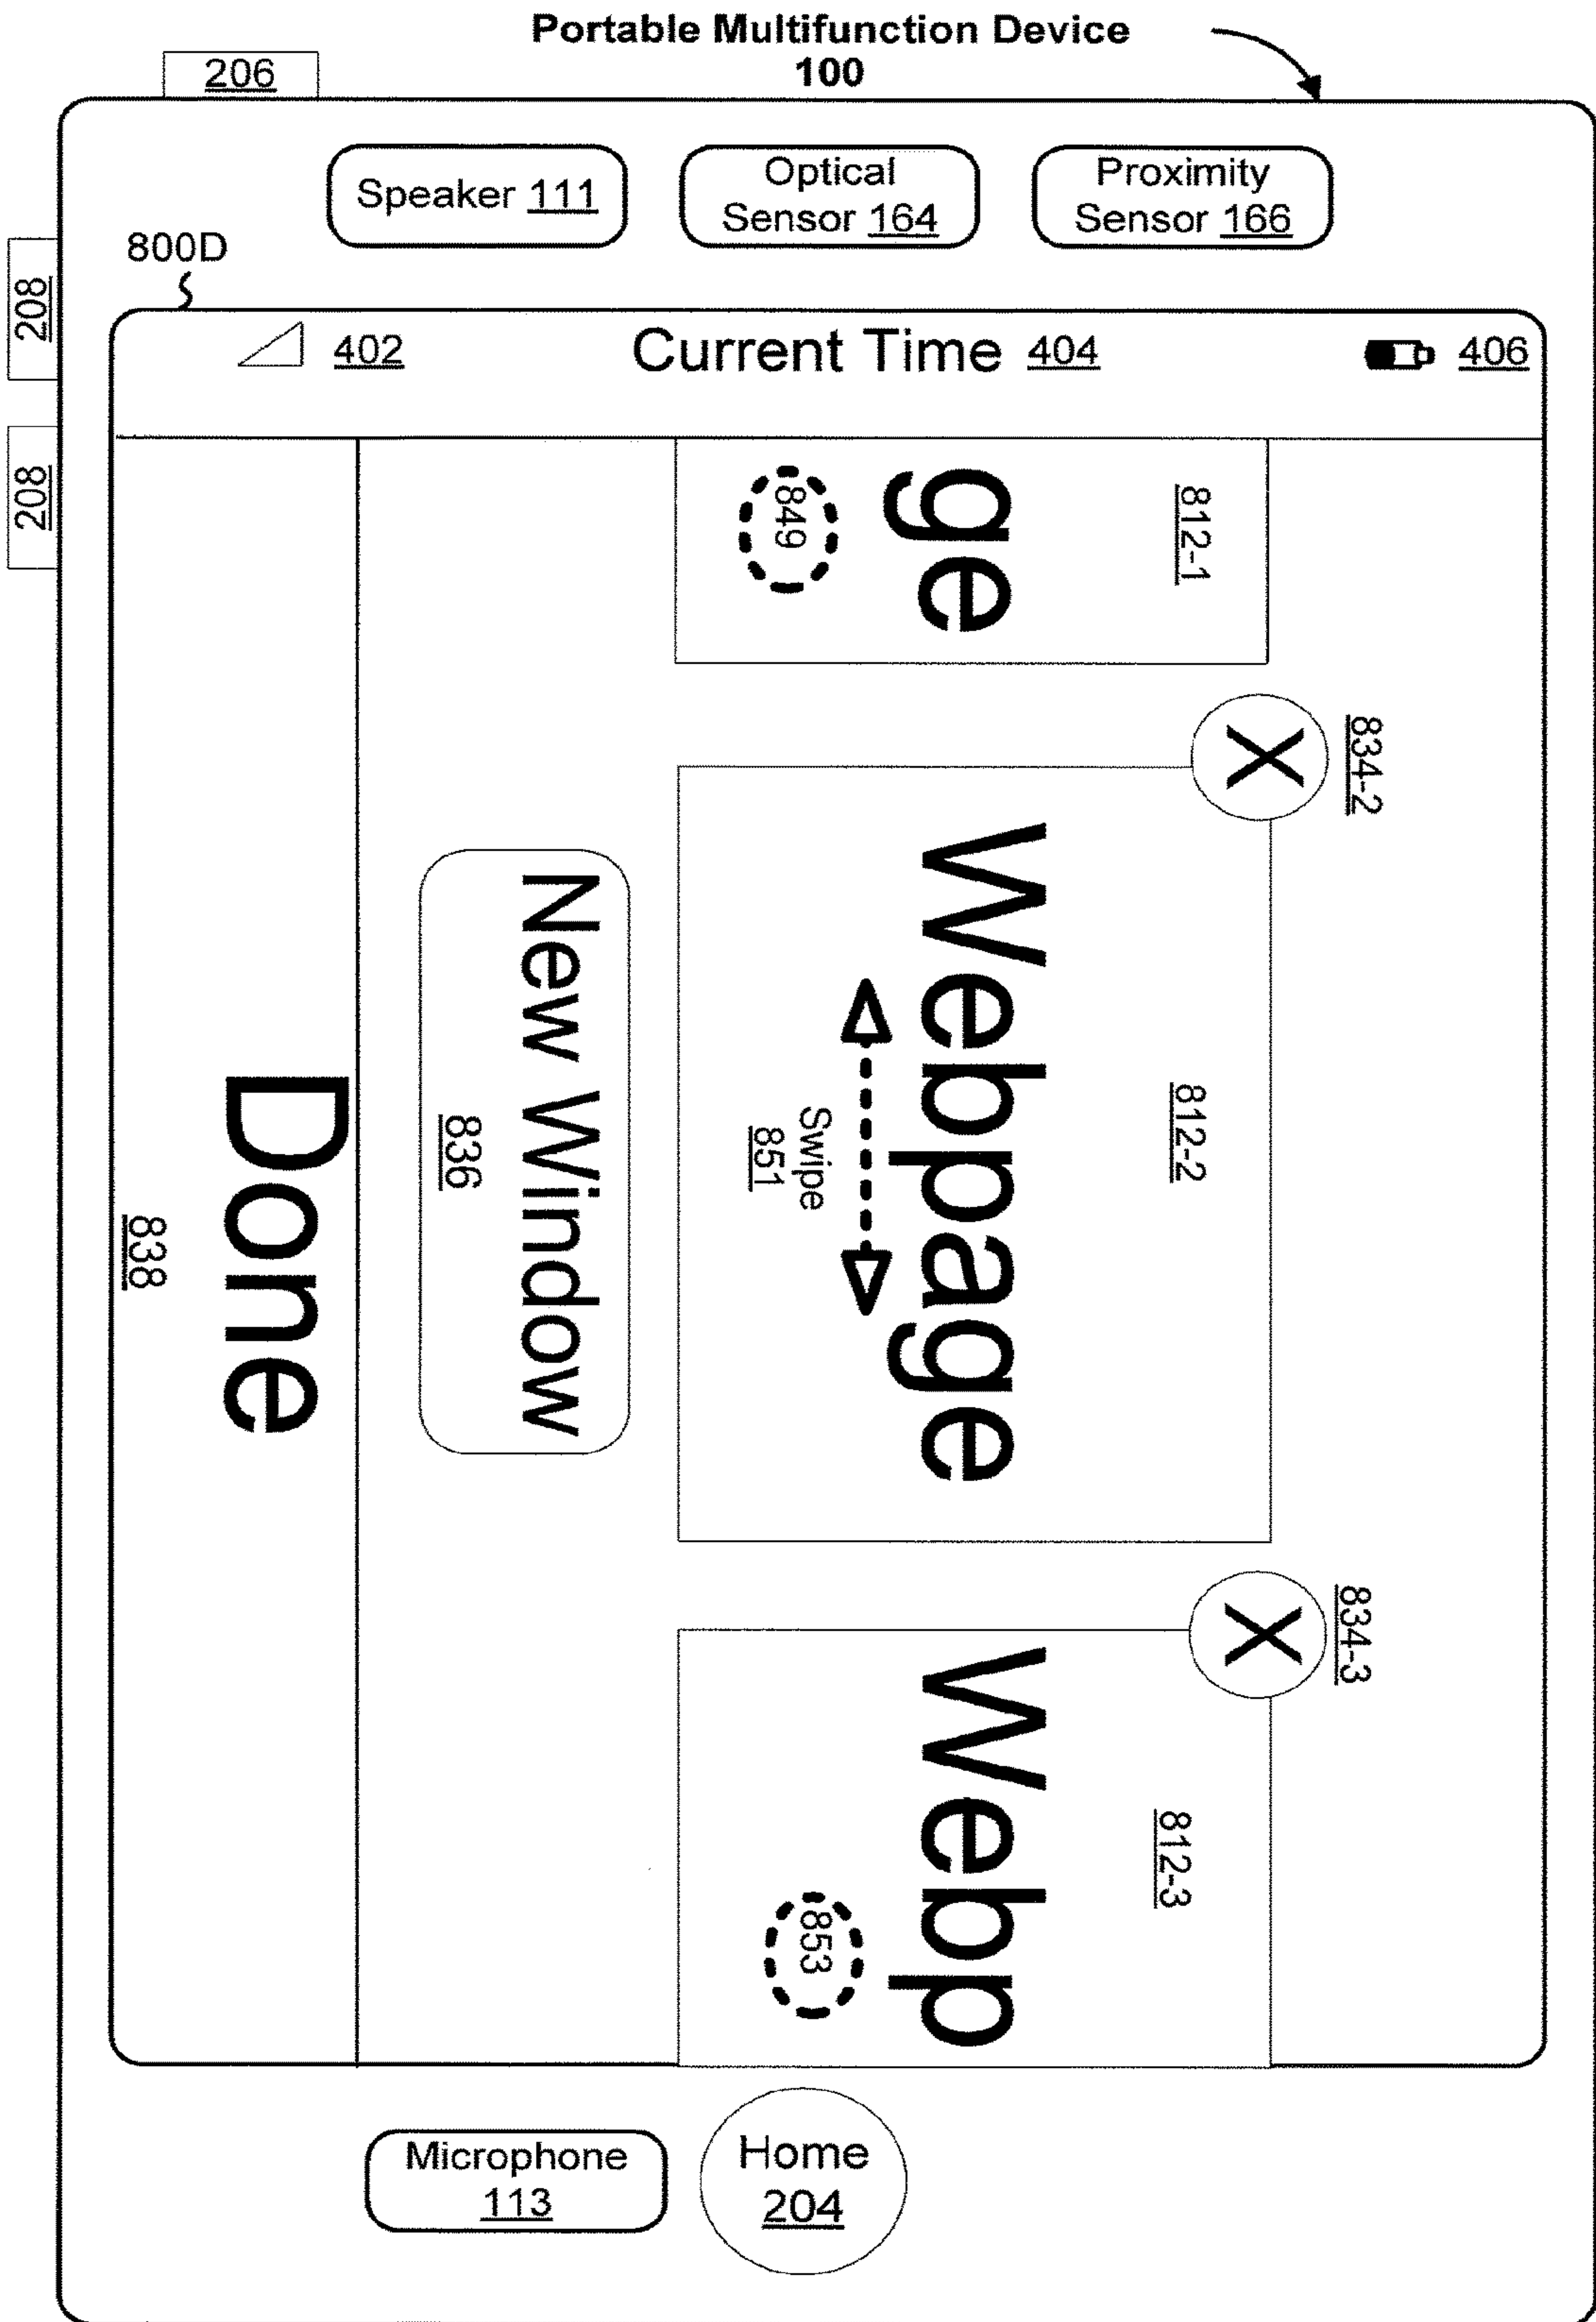 Portable Multifunction Device
100
206
Speaker 111
Optical
Sensor 164
Proximity
Sensor 166
800D
208
208
402
Current Time 404
406
812-1
ge
849
834-2
X
812-2
Webpage
Swipe
851
834-3
X
812-3
Webp
853
New Window
836
Done
838
Microphone
113
Home
204